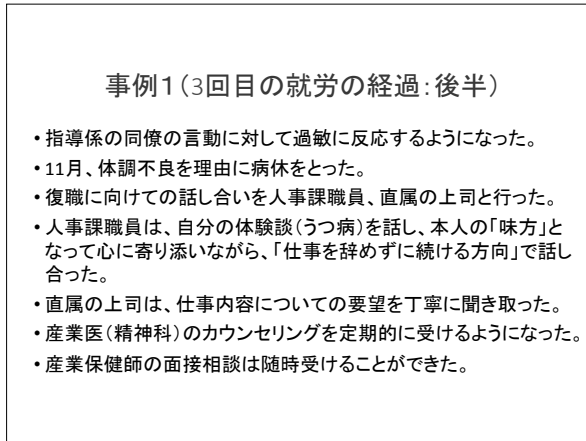 事例1(3回目の就労の経過:後半)
• 指導係の同僚の言動に対して過敏に反応するようになった。
• 11月、体調不良を理由に病休をとった。
• 復職に向けての話し合いを人事課職員、直属の上司と行った。
• 人事課職員は、自分の体験談(うつ病)を話し、本人の「味方」と
なって心に寄り添いながら、「仕事を辞めずに続ける方向」で話し
合った。
• 直属の上司は、仕事内容についての要望を丁寧に聞き取った。
• 産業医(精神科)のカウンセリングを定期的に受けるようになった。
• 産業保健師の面接相談は随時受けることができた。